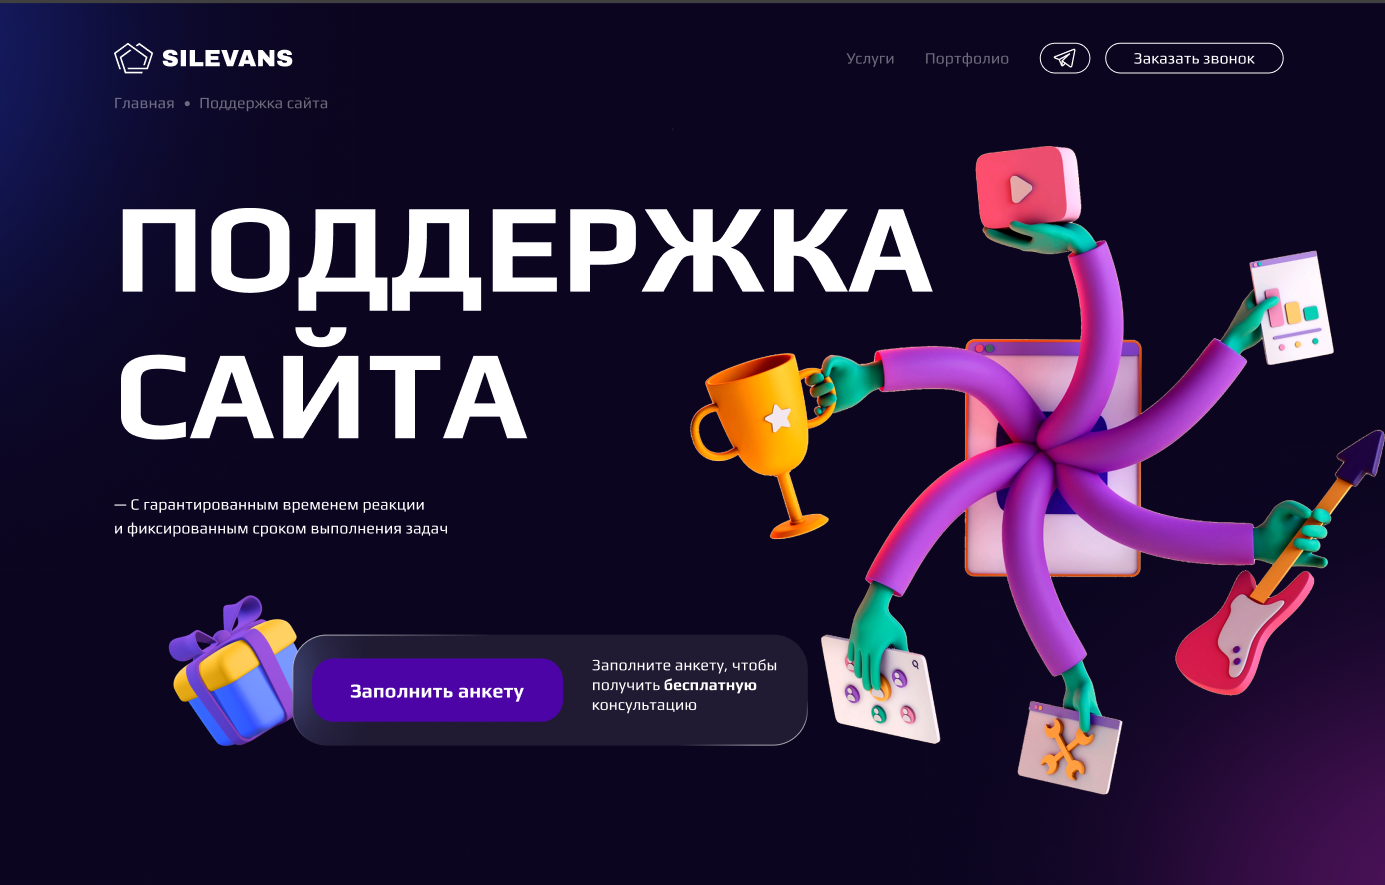 SILEVANS
Услуги
Портфолио
Заказать звонок
Главная • Поддержка сайта
ПОДДЕРЖКА
САЙТА
— С гарантированным временем реакции
и фиксированным сроком выполнения задач
Заполнить анкету
Заполните анкету, чтобы
получить бесплатную
консультацию